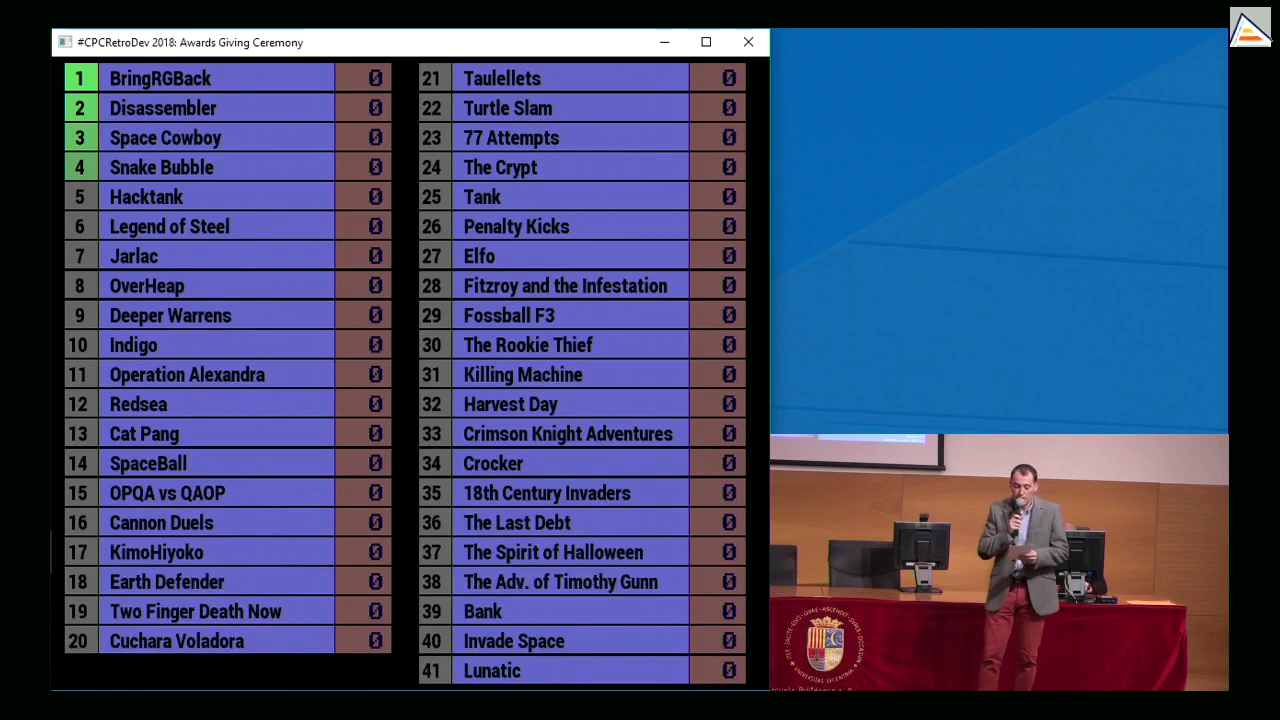 #CPCRetroDev 2018: Awards Giving Ceremony
1 BringRGBack 0
2 Disassembler 0
3 Space Cowboy 0
4 Snake Bubble 0
5 Hacktank 0
6 Legend of Steel 0
7 Jarlac 0
8 OverHeap 0
9 Deeper Warrens 0
10 Indigo 0
11 Operation Alexandra 0
12 Redsea 0
13 Cat Pang 0
14 SpaceBall 0
15 OPQA vs QAOP 0
16 Cannon Duels 0
17 KimoHiyoko 0
18 Earth Defender 0
19 Two Finger Death Now 0
20 Cuchara Voladora 0
21 Taulellets 0
22 Turtle Slam 0
23 77 Attempts 0
24 The Crypt 0
25 Tank 0
26 Penalty Kicks 0
27 Elfo 0
28 Fitzroy and the Infestation 0
29 Fossball F3 0
30 The Rookie Thief 0
31 Killing Machine 0
32 Harvest Day 0
33 Crimson Knight Adventures 0
34 Crocker 0
35 18th Century Invaders 0
36 The Last Debt 0
37 The Spirit of Halloween 0
38 The Adv. of Timothy Gunn 0
39 Bank 0
40 Invade Space 0
41 Lunatic 0